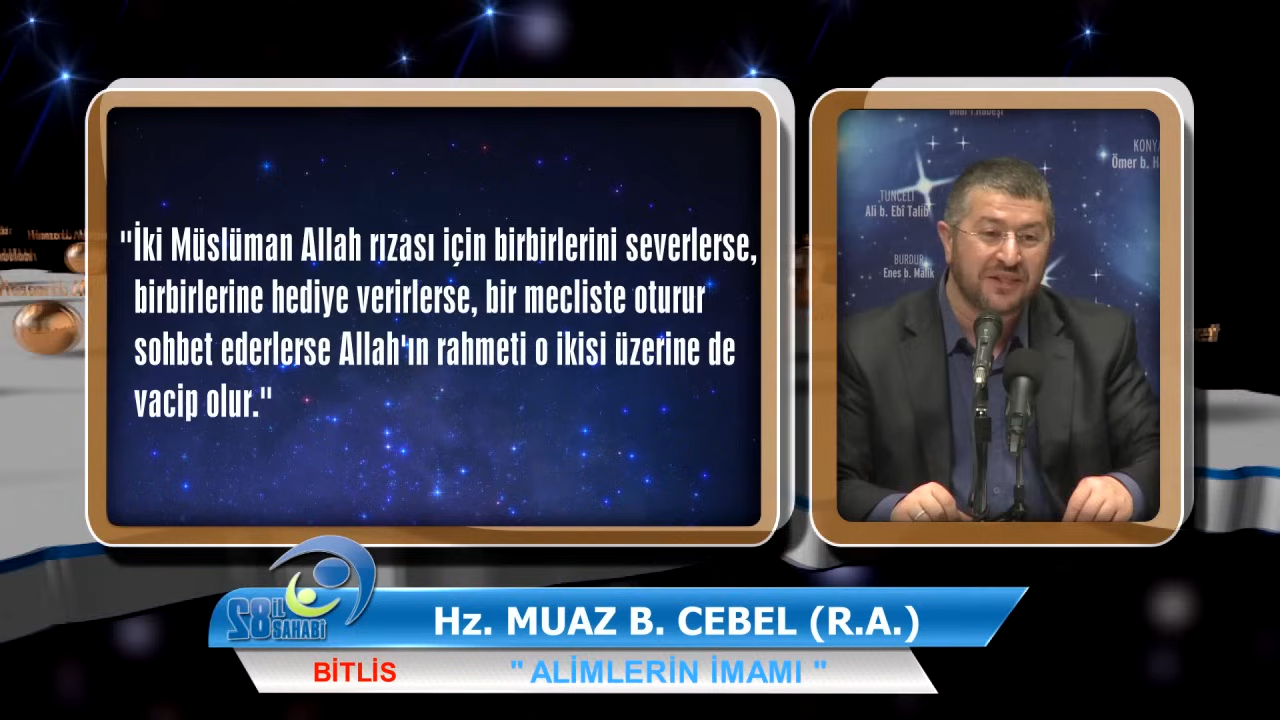 "İki Müslüman Allah rızası için birbirlerini severlerse,
birbirlerine hediye verirlerse, bir mecliste oturur
sohbet ederlerse Allah'ın rahmeti o ikisi üzerine de
vacip olur."
KONYA
Ömer b. H
TUNCELİ
Ali b. Ebî Talib
BURDUR
Enes b. Malik
İL
SAHABİ
Hz. MUAZ B. CEBEL (R.A.)
BİTLİS
" ALİMLERİN İMAMI "